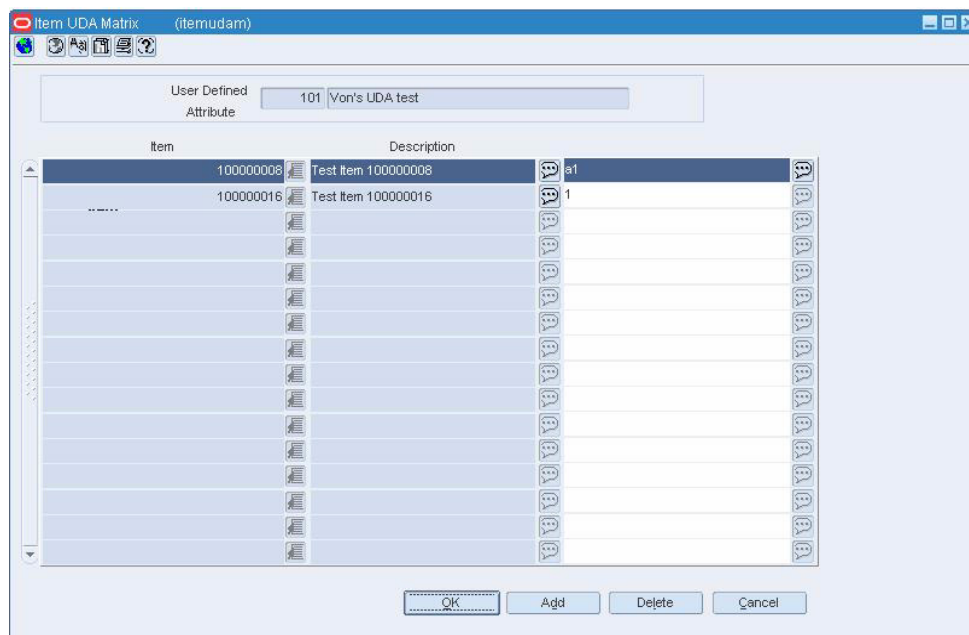 Item UDA Matrix (itemudam)
User Defined
Attribute
101 Von's UDA test
Item Description
100000008 Test Item 100000008 a1
100000016 Test Item 100000016 1
OK Add Delete Cancel